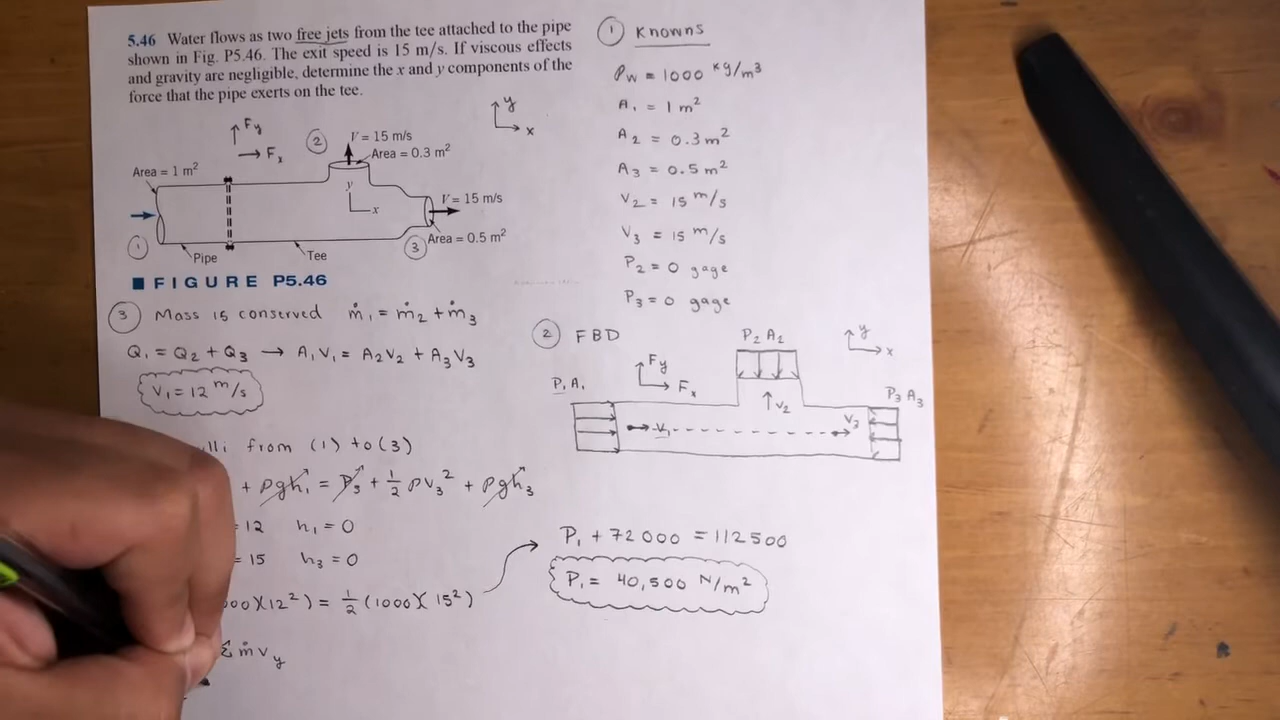 5.46 Water flows as two free jets from the tee attached to the pipe
shown in Fig. P5.46. The exit speed is 15 m/s. If viscous effects
and gravity are negligible, determine the x and y components of the
force that the pipe exerts on the tee.
y
x
Fy
Fx
②
V = 15 m/s
Area = 0.3 m²
Area = 1 m²
y
x
V = 15 m/s
①
Pipe
Tee
③
Area = 0.5 m²
■ FIGURE P5.46
① Knowns
ρw = 1000 kg/m³
A₁ = 1 m²
A₂ = 0.3 m²
A₃ = 0.5 m²
V₂ = 15 m/s
V₃ = 15 m/s
P₂ = 0 gage
P₃ = 0 gage
② FBD
P₂A₂
y
x
Fy
Fx
P₁A₁
P₃A₃
V₂
V₁
V₃
③ Mass is conserved ṁ₁ = ṁ₂ + ṁ₃
Q₁ = Q₂ + Q₃ → A₁V₁ = A₂V₂ + A₃V₃
V₁ = 12 m/s
lli from (1) to (3)
+ ρgh₁ = P₃ + ½ρV₃² + ρgh₃
= 12 h₁ = 0
= 15 h₃ = 0
00)(12²) = ½(1000)(15²)
P₁ + 72000 = 112500
P₁ = 40,500 N/m²
Σ ṁVy